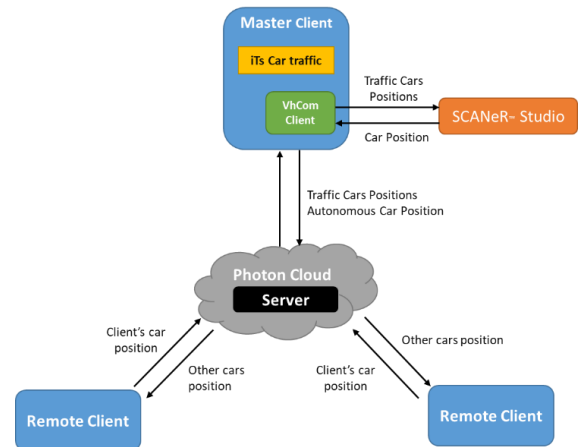 Master Client
iTs Car traffic
VhCom
Client
Traffic Cars
Positions
Car Position
SCANeR- Studio
Traffic Cars Positions
Autonomous Car Position
Photon Cloud
Server
Client's car
position
Other cars
position
Client's car
position
Other cars position
Remote Client
Remote Client